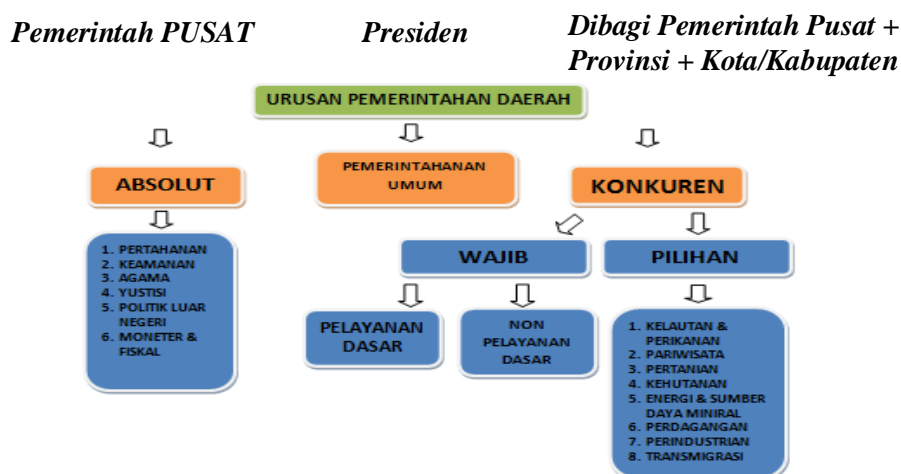 Pemerintah PUSAT
Presiden
Dibagi Pemerintah Pusat +
Provinsi + Kota/Kabupaten
URUSAN PEMERINTAHAN DAERAH
ABSOLUT
PEMERINTAHANAN
UMUM
KONKUREN
1. PERTAHANAN
2. KEAMANAN
3. AGAMA
4. YUSTISI
5. POLITIK LUAR
NEGERI
6. MONETER &
FISKAL
WAJIB
PILIHAN
PELAYANAN
DASAR
NON
PELAYANAN
DASAR
1. KELAUTAN &
PERIKANAN
2. PARIWISATA
3. PERTANIAN
4. KEHUTANAN
5. ENERGI & SUMBER
DAYA MINIRAL
6. PERDAGANGAN
7. PERINDUSTRIAN
8. TRANSMIGRASI